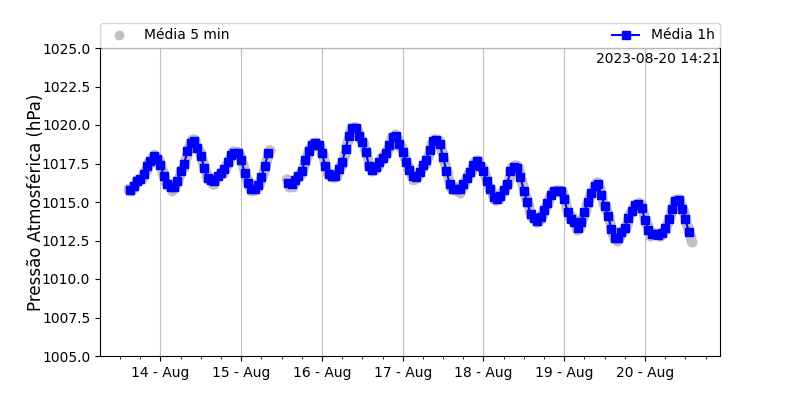 Média 5 min
Média 1h
2023-08-20 14:21
Pressão Atmosférica (hPa)
1025.0
1022.5
1020.0
1017.5
1015.0
1012.5
1010.0
1007.5
1005.0
14 - Aug
15 - Aug
16 - Aug
17 - Aug
18 - Aug
19 - Aug
20 - Aug